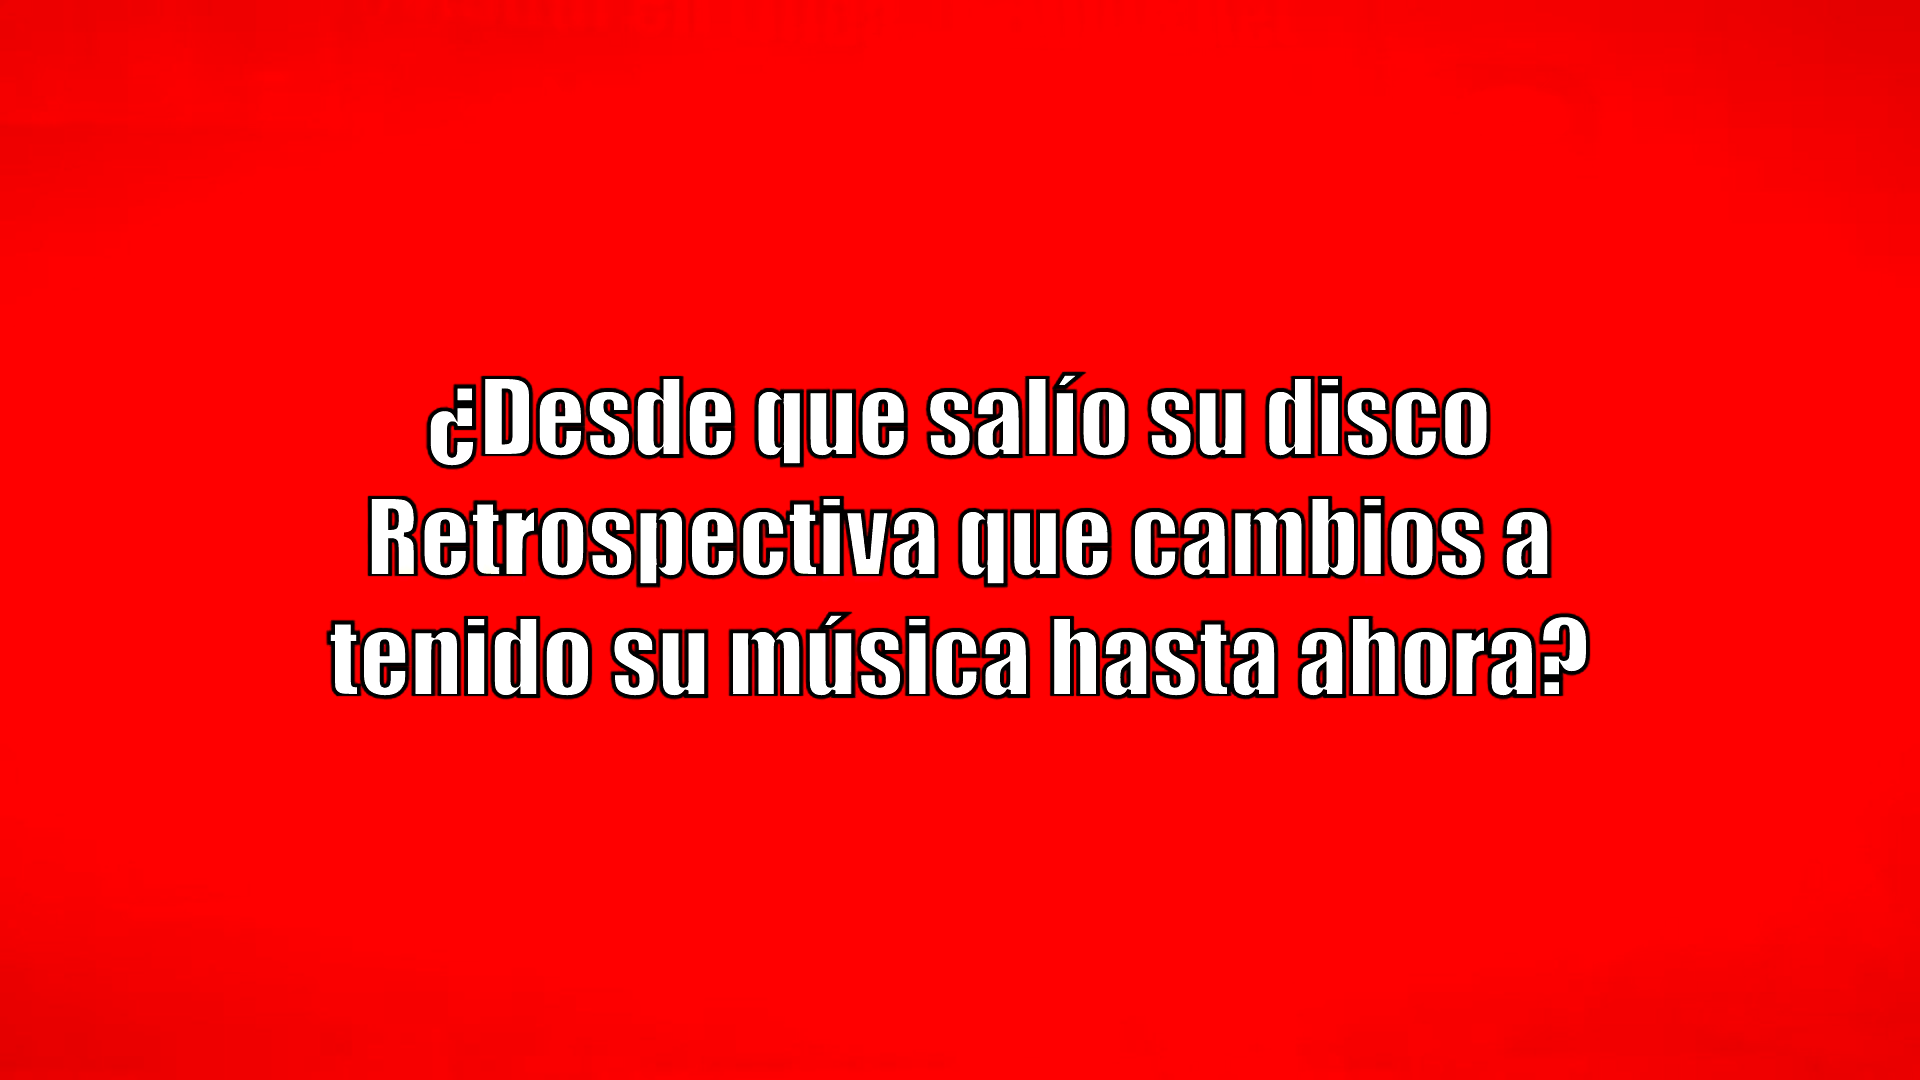 ¿Desde que salío su disco
Retrospectiva que cambios a
tenido su música hasta ahora?